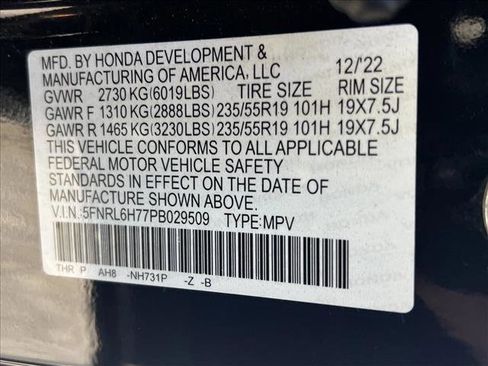 MFD. BY HONDA DEVELOPMENT &
MANUFACTURING OF AMERICA, LLC 12/'22
GVWR 2730 KG(6019LBS) TIRE SIZE RIM SIZE
GAWR F 1310 KG(2888LBS) 235/55R19 101H 19X7.5J
GAWR R 1465 KG(3230LBS) 235/55R19 101H 19X7.5J
THIS VEHICLE CONFORMS TO ALL APPLICABLE
FEDERAL MOTOR VEHICLE SAFETY
STANDARDS IN EFFECT ON THE DATE OF
MANUFACTURE SHOWN ABOVE.
V.I.N.:5FNRL6H77PB029509 TYPE:MPV
THR P AH8 -NH731P -Z -B